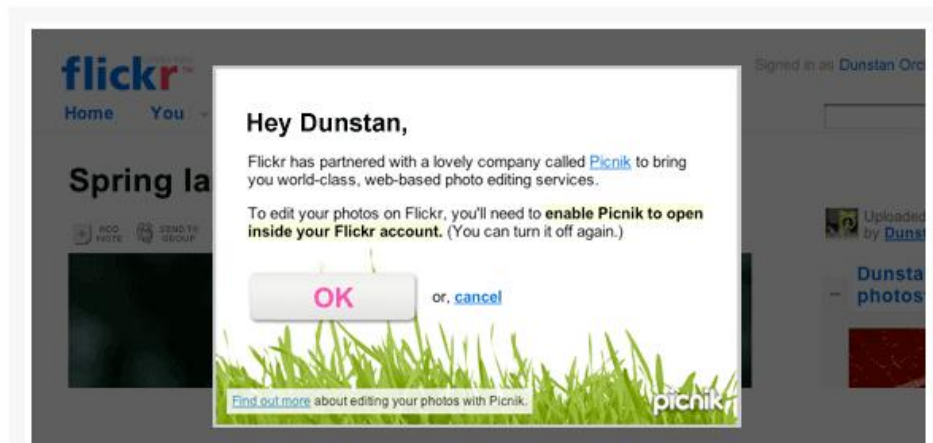 flickr
Signed in as Dunstan Orc
Home You
Hey Dunstan,
Flickr has partnered with a lovely company called Picnik to bring
you world-class, web-based photo editing services.
Spring la
To edit your photos on Flickr, you'll need to enable Picnik to open
inside your Flickr account. (You can turn it off again.)
ADD NOTE
SEND TO GROUP
Uploaded
by Dunst
OK or, cancel
Dunsta
photos
Find out more about editing your photos with Picnik.
picnik